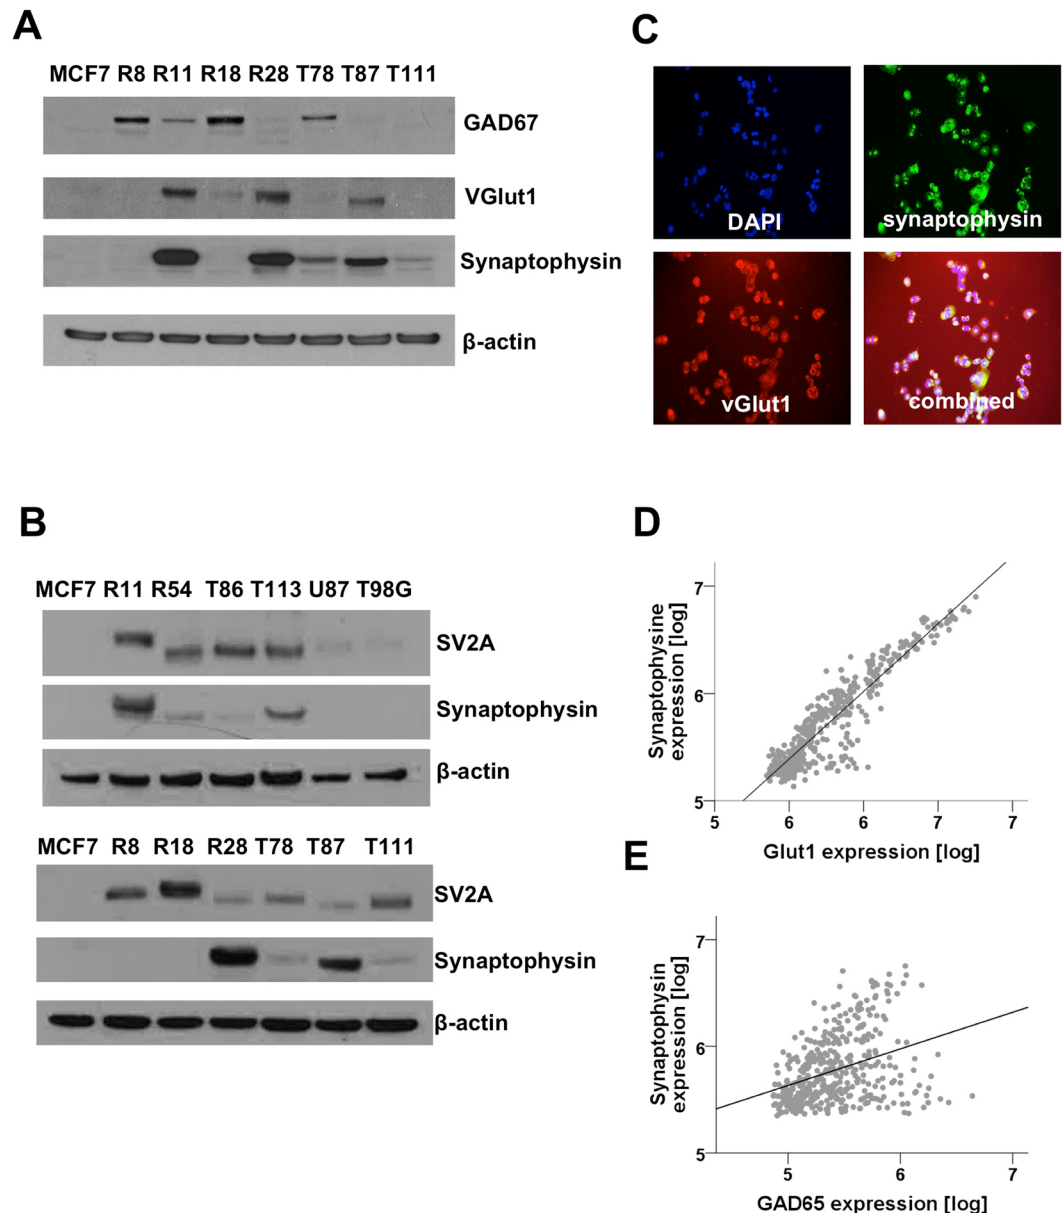 A
MCF7 R8 R11 R18 R28 T78 T87 T111
GAD67
VGlut1
Synaptophysin
β-actin
B
MCF7 R11 R54 T86 T113 U87 T98G
SV2A
Synaptophysin
β-actin
MCF7 R8 R18 R28 T78 T87 T111
SV2A
Synaptophysin
β-actin
C
DAPI
synaptophysin
vGlut1
combined
D
Synaptophysine
expression [log]
7
6
5
5 6 6 7 7
Glut1 expression [log]
E
Synaptophysin
expression [log]
7
6
5
5 6 7
GAD65 expression [log]